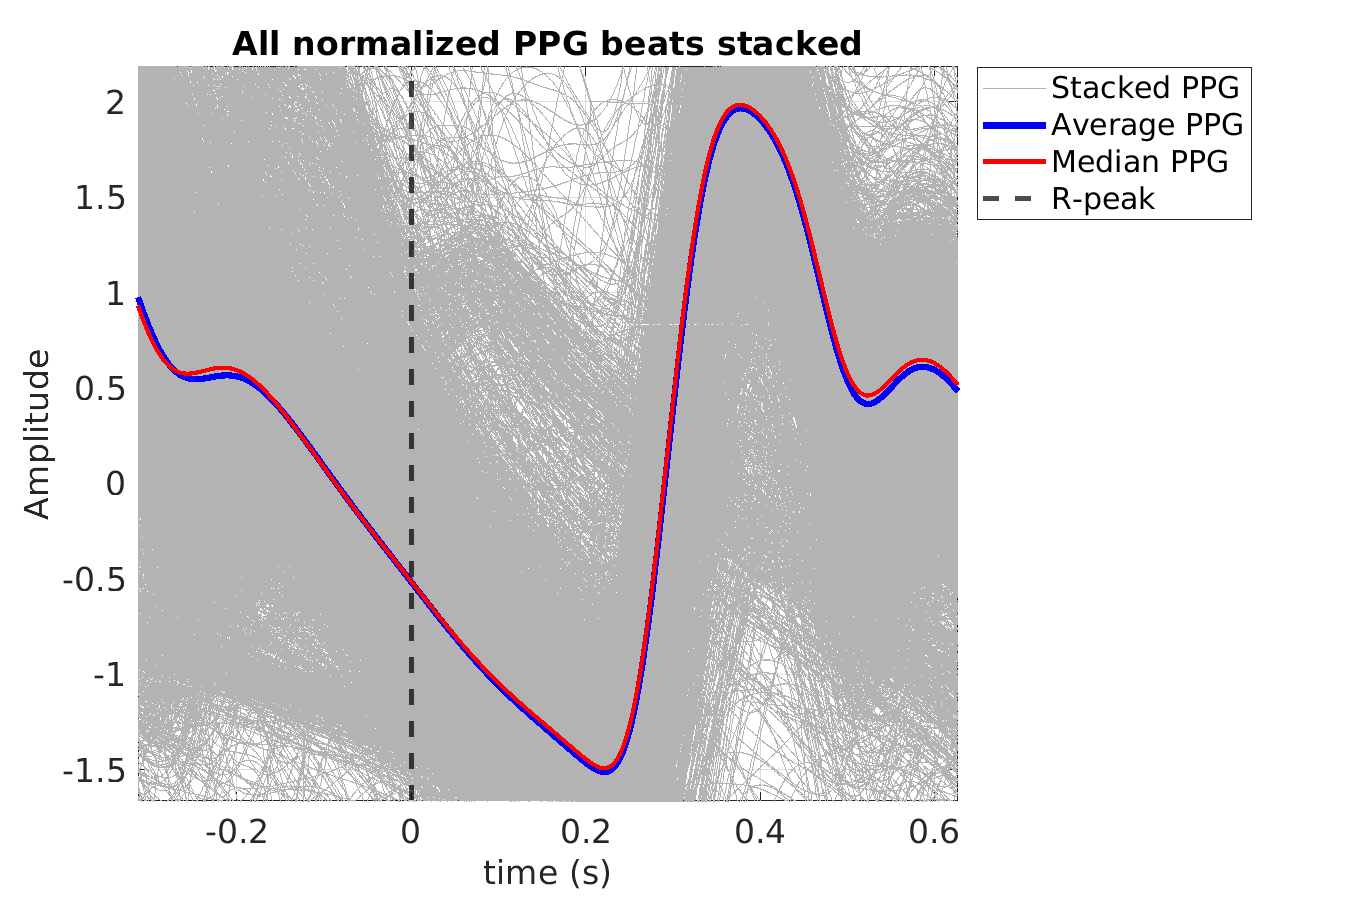 All normalized PPG beats stacked
Stacked PPG
Average PPG
Median PPG
R-peak
2
1.5
1
0.5
0
-0.5
-1
-1.5
Amplitude
-0.2
0
0.2
0.4
0.6
time (s)